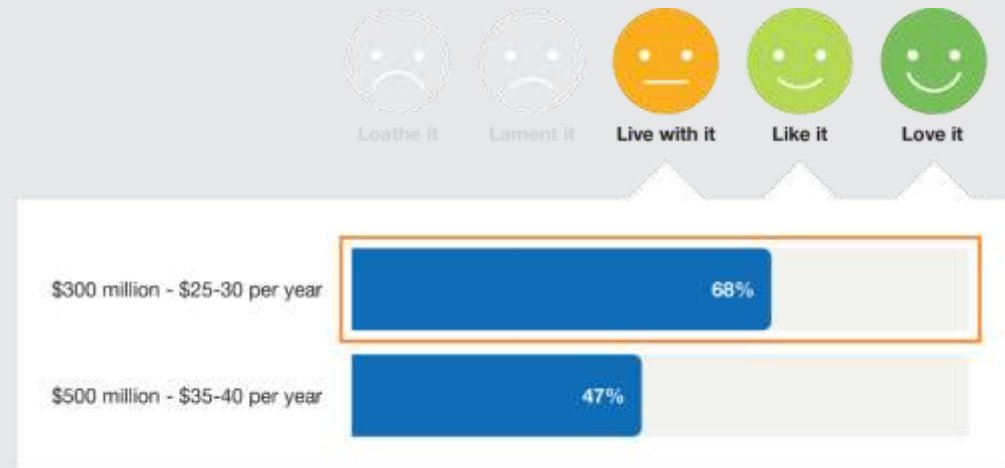 Loathe it
Lament it
Live with it
Like it
Love it
$300 million - $25-30 per year
68%
$500 million - $35-40 per year
47%